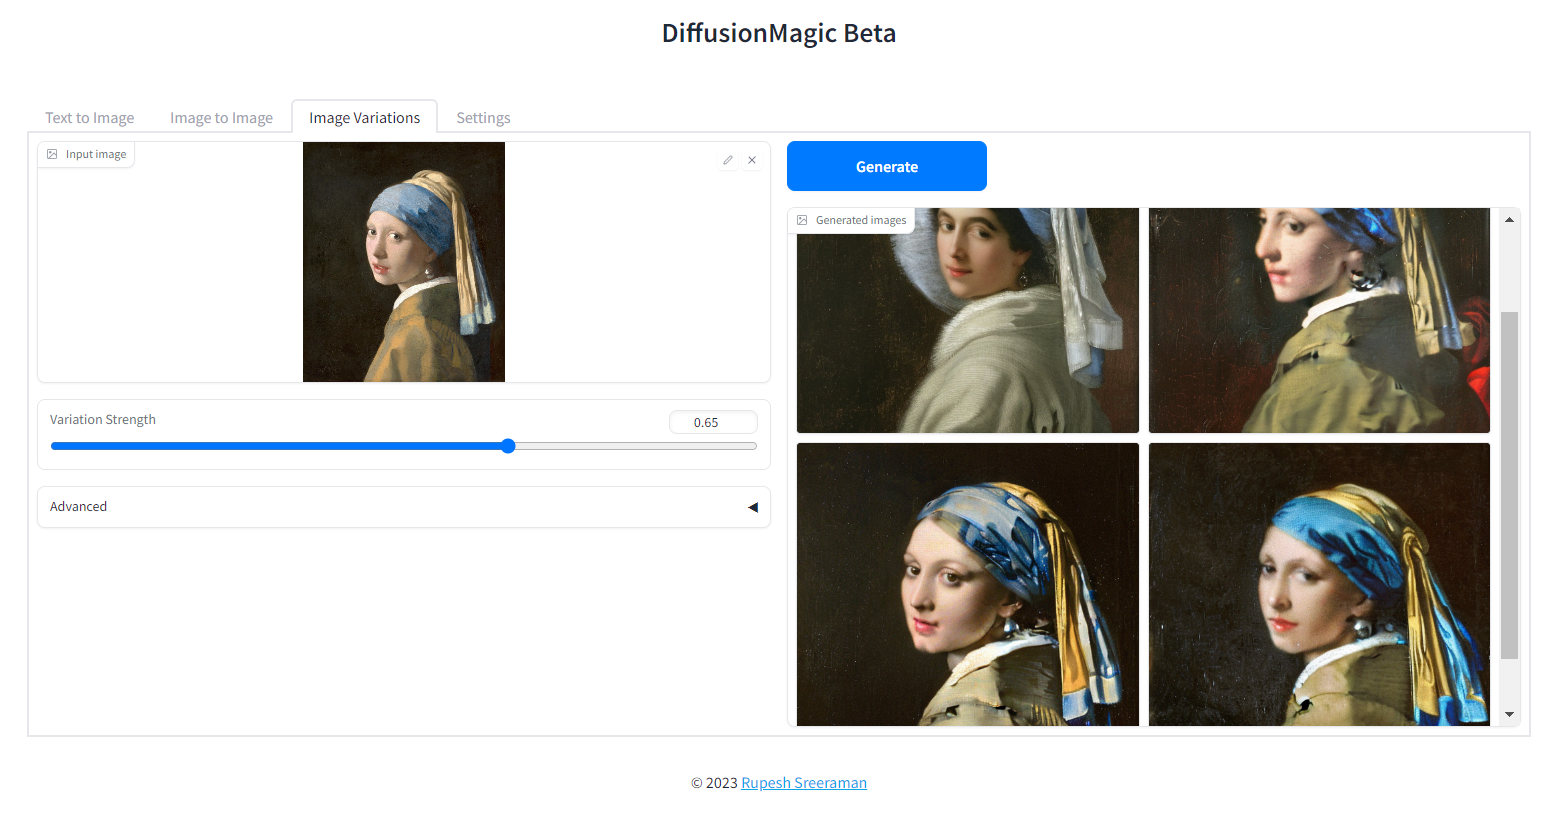 DiffusionMagic Beta
Text to Image
Image to Image
Image Variations
Settings
Input image
Generate
Generated images
Variation Strength
0.65
Advanced
© 2023 Rupesh Sreeraman